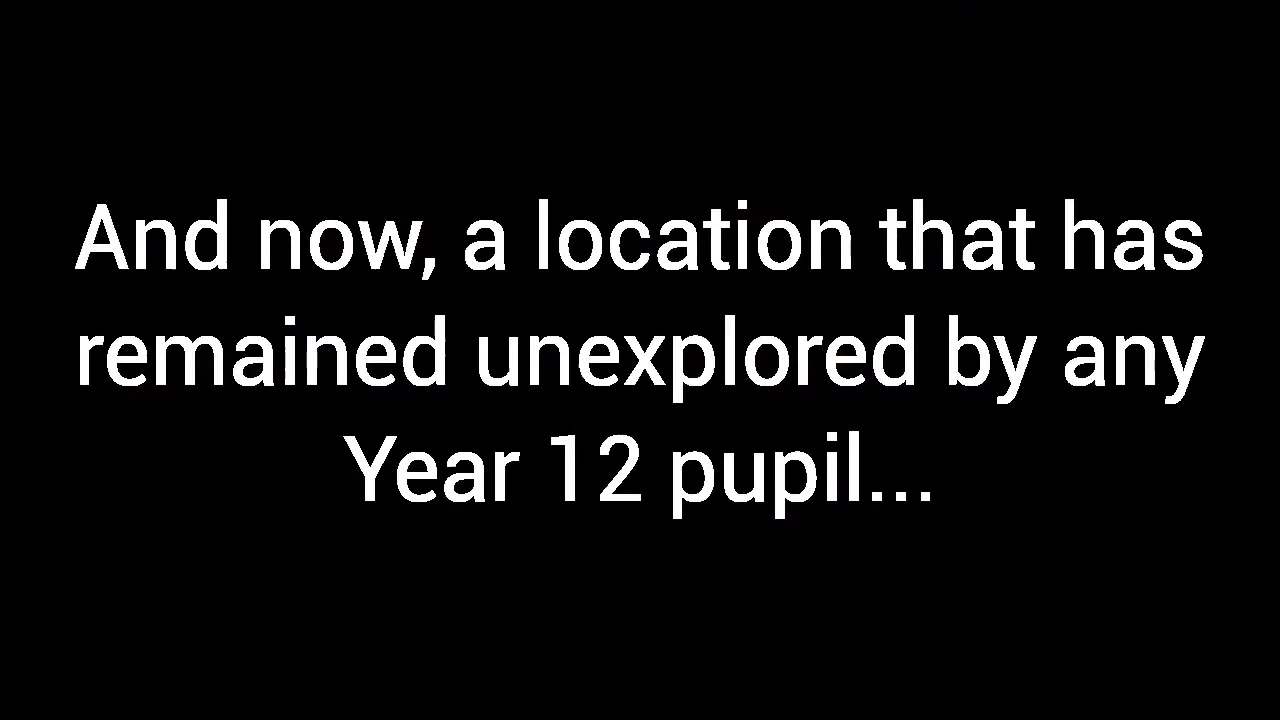 And now, a location that has
remained unexplored by any
Year 12 pupil...